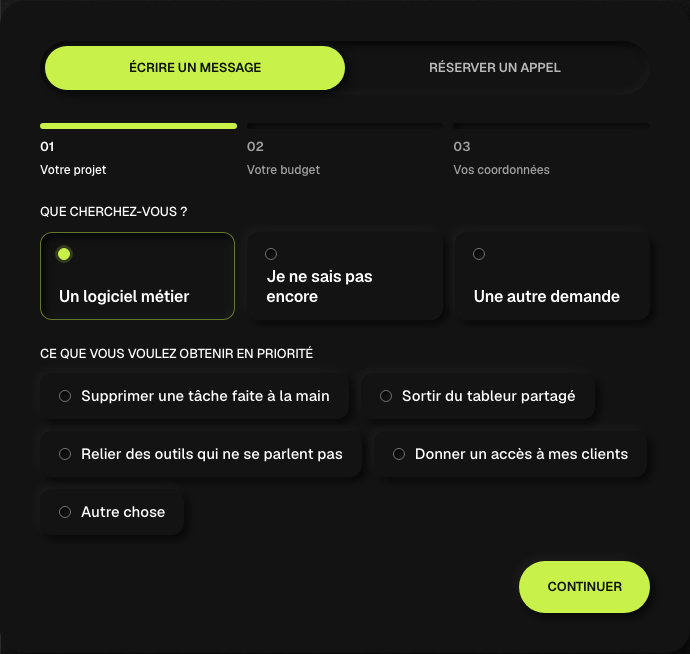 ÉCRIRE UN MESSAGE
RÉSERVER UN APPEL
01
02
03
Votre projet
Votre budget
Vos coordonnées
QUE CHERCHEZ-VOUS ?
Un logiciel métier
Je ne sais pas
encore
Une autre demande
CE QUE VOUS VOULEZ OBTENIR EN PRIORITÉ
Supprimer une tâche faite à la main
Sortir du tableur partagé
Relier des outils qui ne se parlent pas
Donner un accès à mes clients
Autre chose
CONTINUER